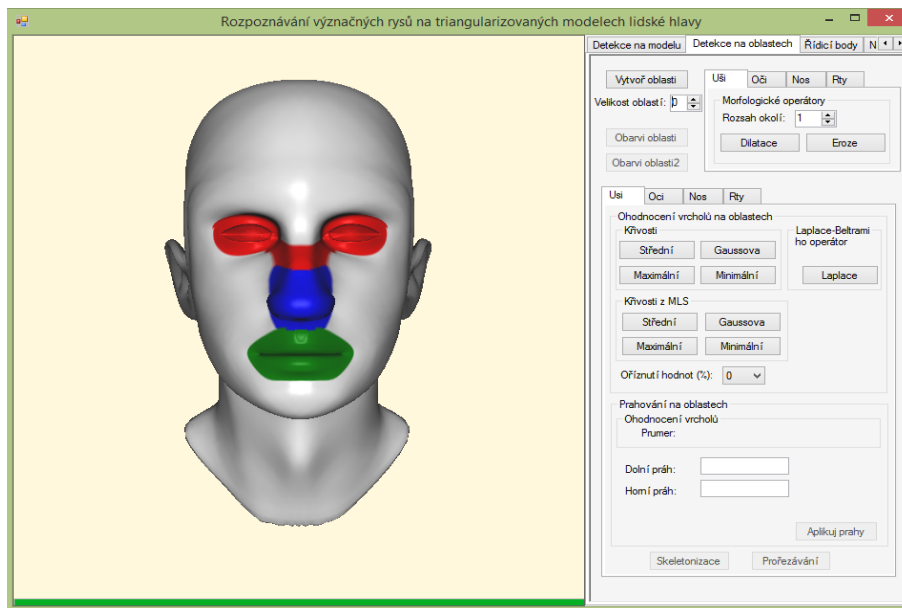 Rozpoznávání význačných rysů na triangularizovaných modelech lidské hlavy
Detekce na modelu Detekce na oblastech Řídicí body N
Vytvoř oblasti
Velikost oblastí: 0
Obarvi oblasti
Obarvi oblasti2
Uši Oči Nos Rty
Morfologické operátory
Rozsah okolí: 1
Dilatace Eroze
Usi Oci Nos Rty
Ohodnocení vrcholů na oblastech
Křivosti
Střední Gaussova
Maximální Minimální
Laplace-Beltrami
ho operátor
Laplace
Křivosti z MLS
Střední Gaussova
Maximální Minimální
Oříznutí hodnot (%): 0
Prahování na oblastech
Ohodnocení vrcholů
Prumer:
Dolní práh:
Horní práh:
Aplikuj prahy
Skeletonizace Prořezávání